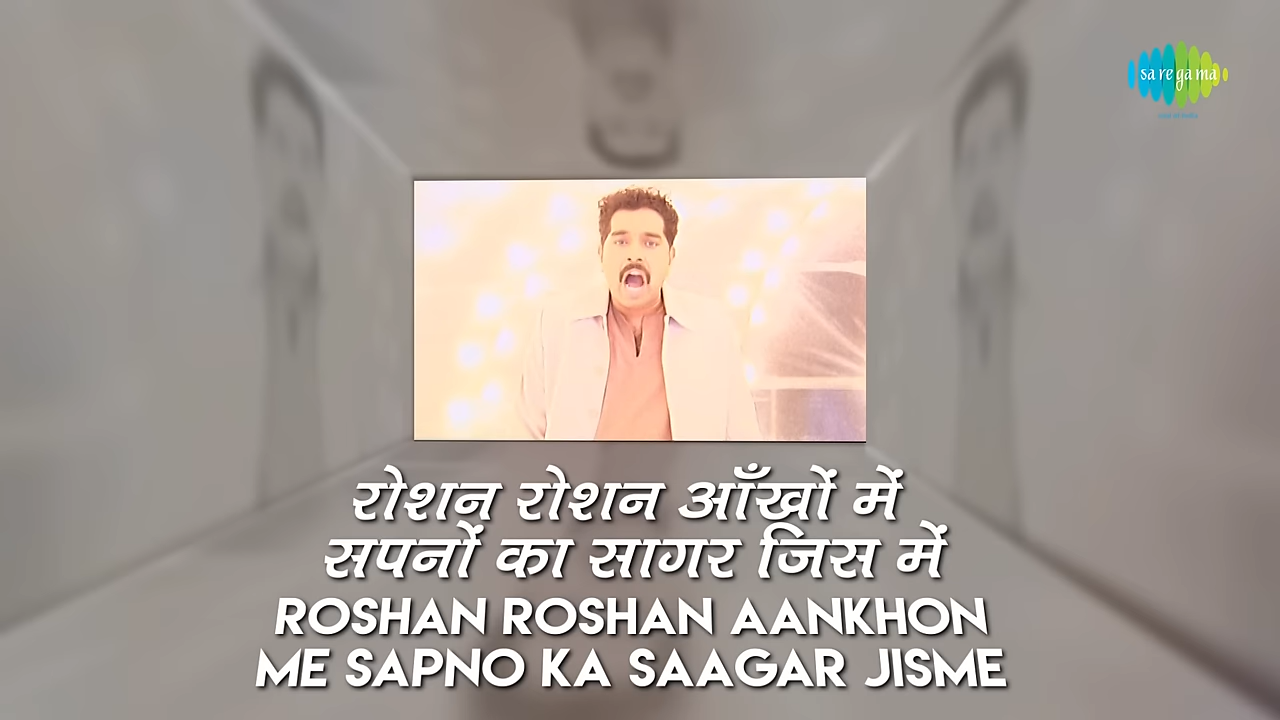 sa re ga ma
रोशन रोशन आँखों में
सपनों का सागर जिस में
ROSHAN ROSHAN AANKHON
ME SAPNO KA SAAGAR JISME